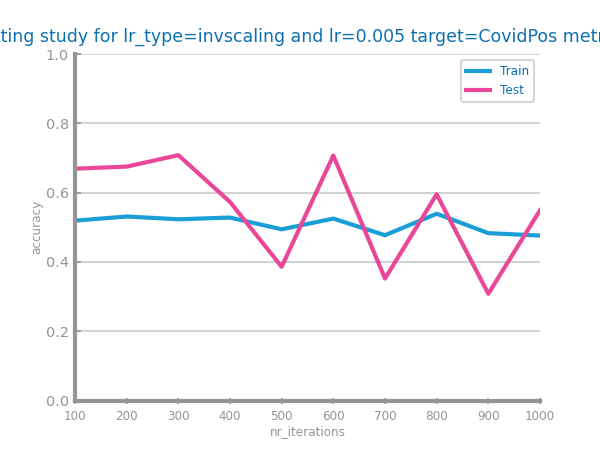 ting study for lr_type=invscaling and lr=0.005 target=CovidPos metr
1.0
Train
Test
0.8
0.6
accuracy
0.4
0.2
0.0
100 200 300 400 500 600 700 800 900 1000
nr_iterations